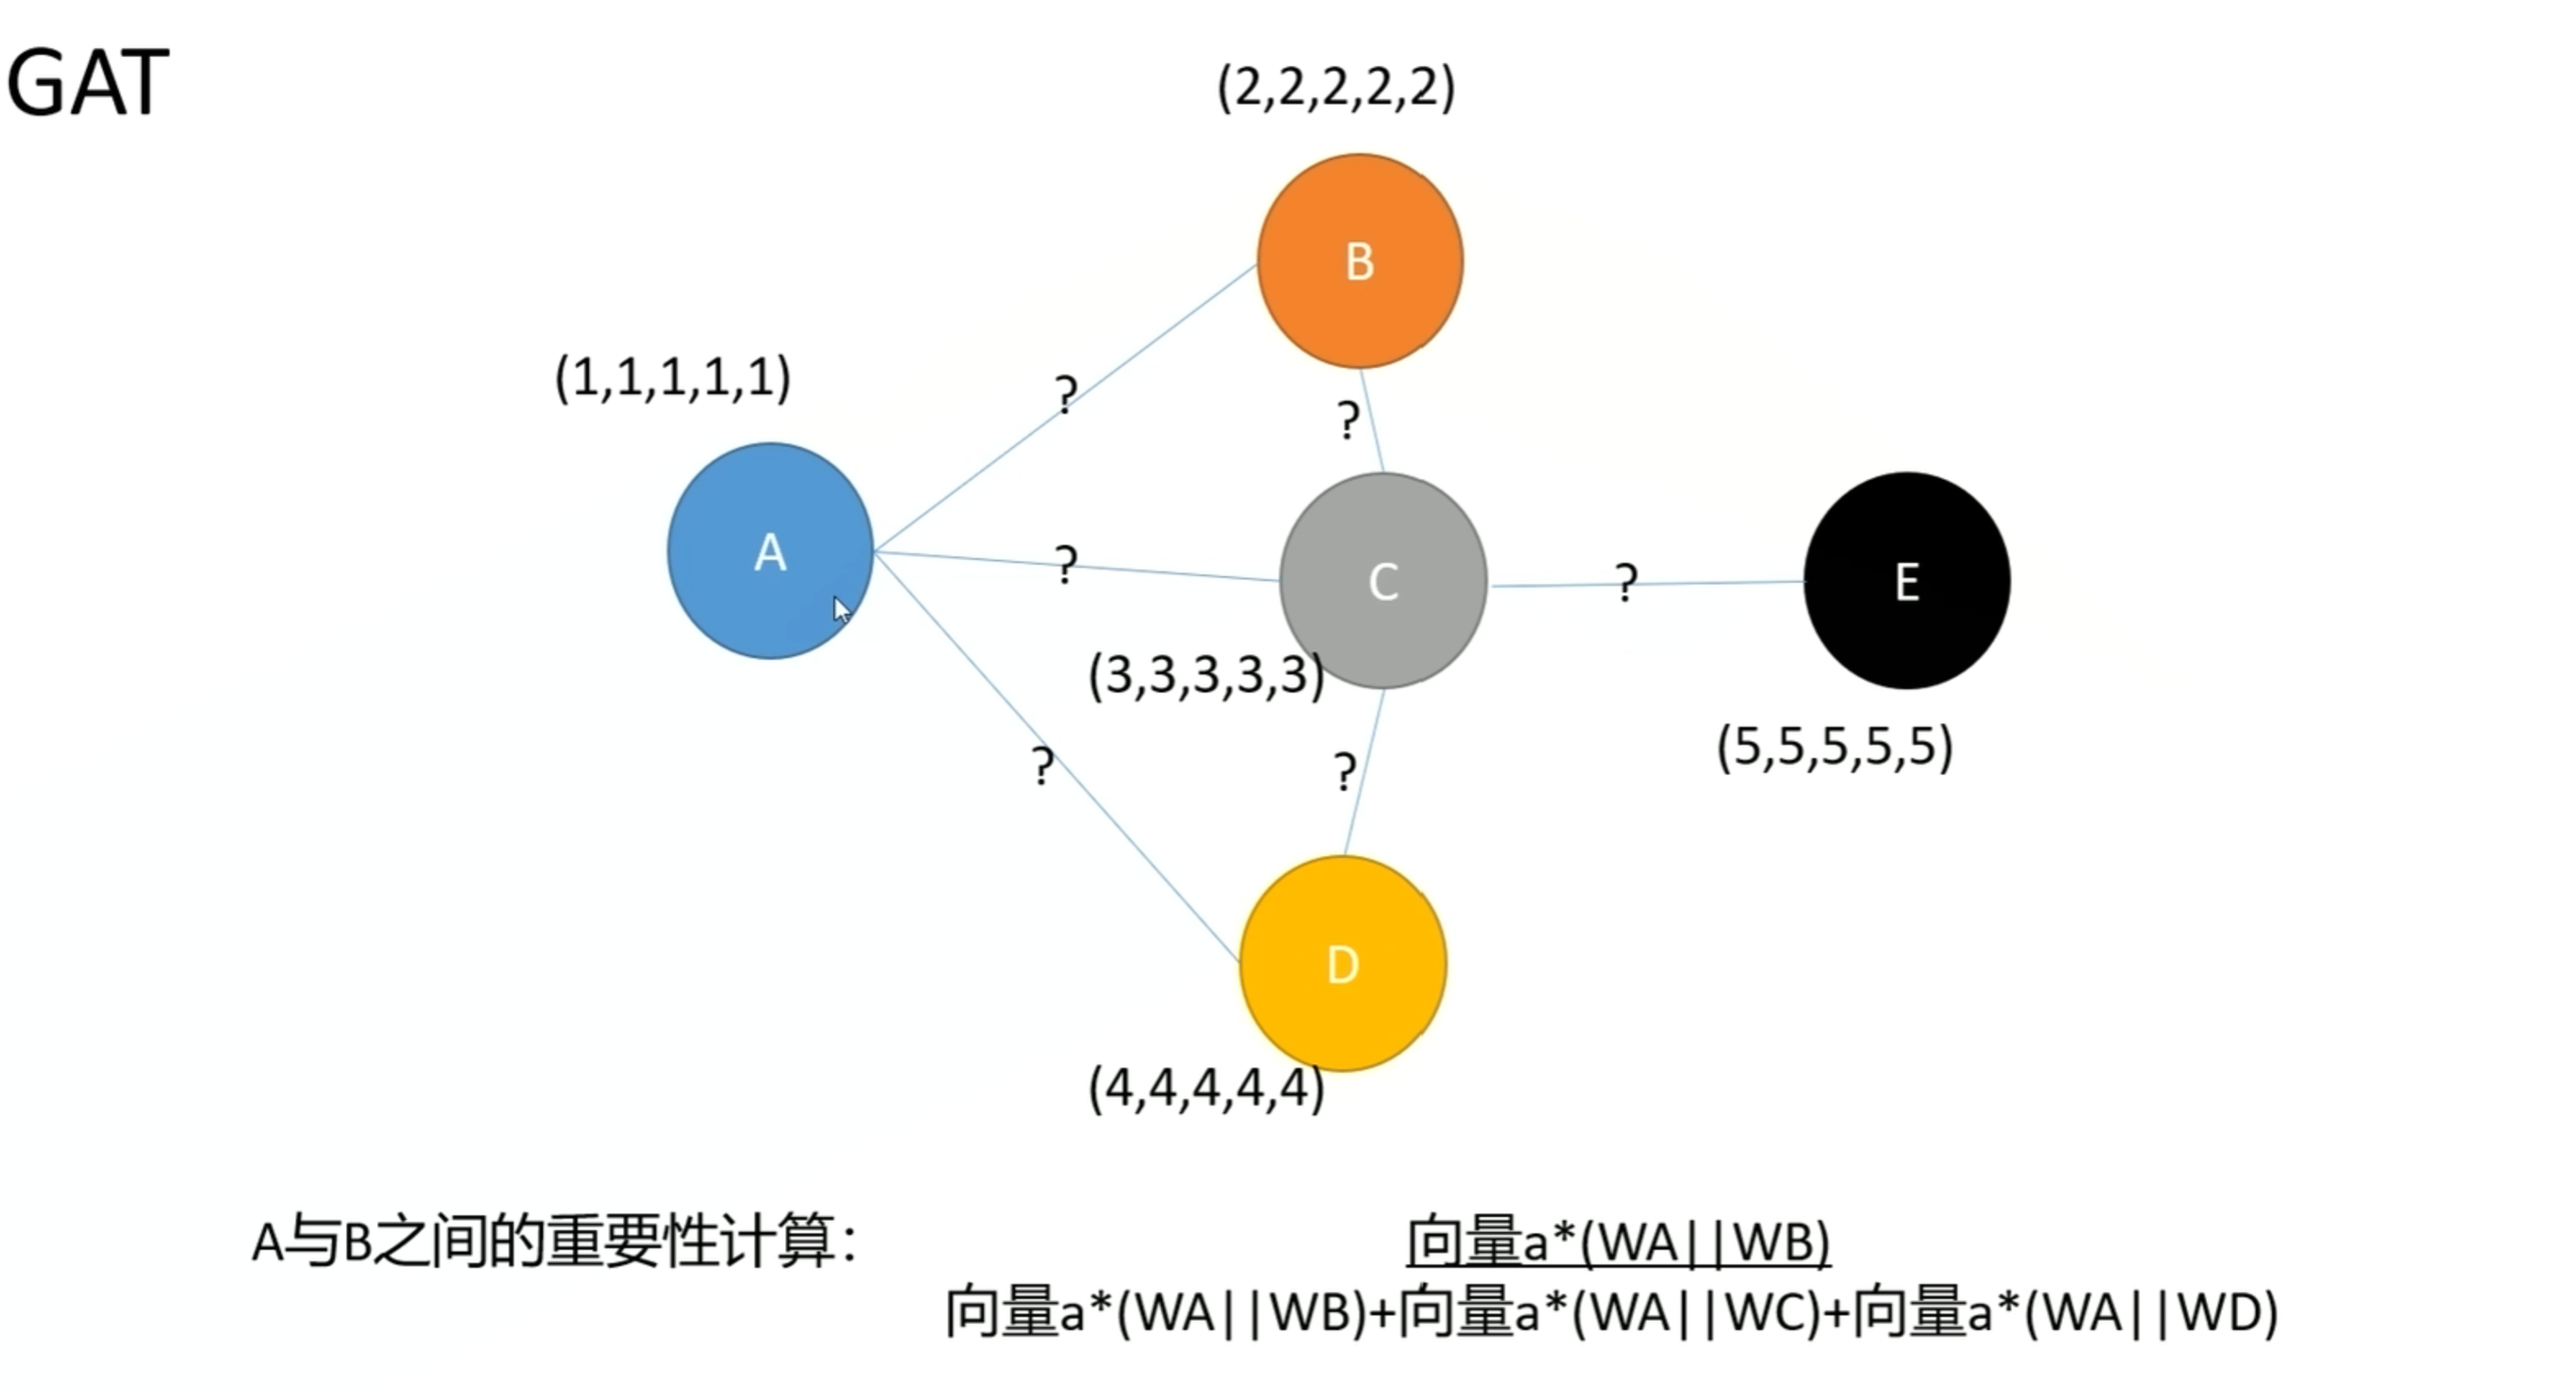 GAT
(2,2,2,2,2)
B
(1,1,1,1,1)
?
?
A
?
C
?
E
(3,3,3,3,3)
(5,5,5,5,5)
?
?
D
(4,4,4,4,4)
A与B之间的重要性计算：
向量a*(WA||WB)
向量a*(WA||WB)+向量a*(WA||WC)+向量a*(WA||WD)